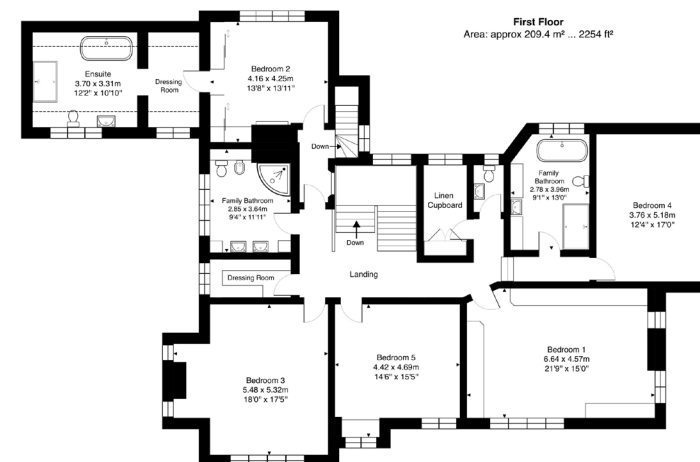 First Floor
Area: approx 209.4 m² ... 2254 ft²
Ensuite
3.70 x 3.31m
12'2" x 10'10"
Dressing
Room
Bedroom 2
4.16 x 4.25m
13'8" x 13'11"
Down
Family Bathroom
2.85 x 3.64m
9'4" x 11'11"
Linen
Cupboard
Family
Bathroom
2.78 x 3.96m
9'1" x 13'0"
Bedroom 4
3.76 x 5.18m
12'4" x 17'0"
Down
Landing
Dressing Room
Bedroom 3
5.48 x 5.32m
18'0" x 17'5"
Bedroom 5
4.42 x 4.69m
14'6" x 15'5"
Bedroom 1
6.64 x 4.57m
21'9" x 15'0"